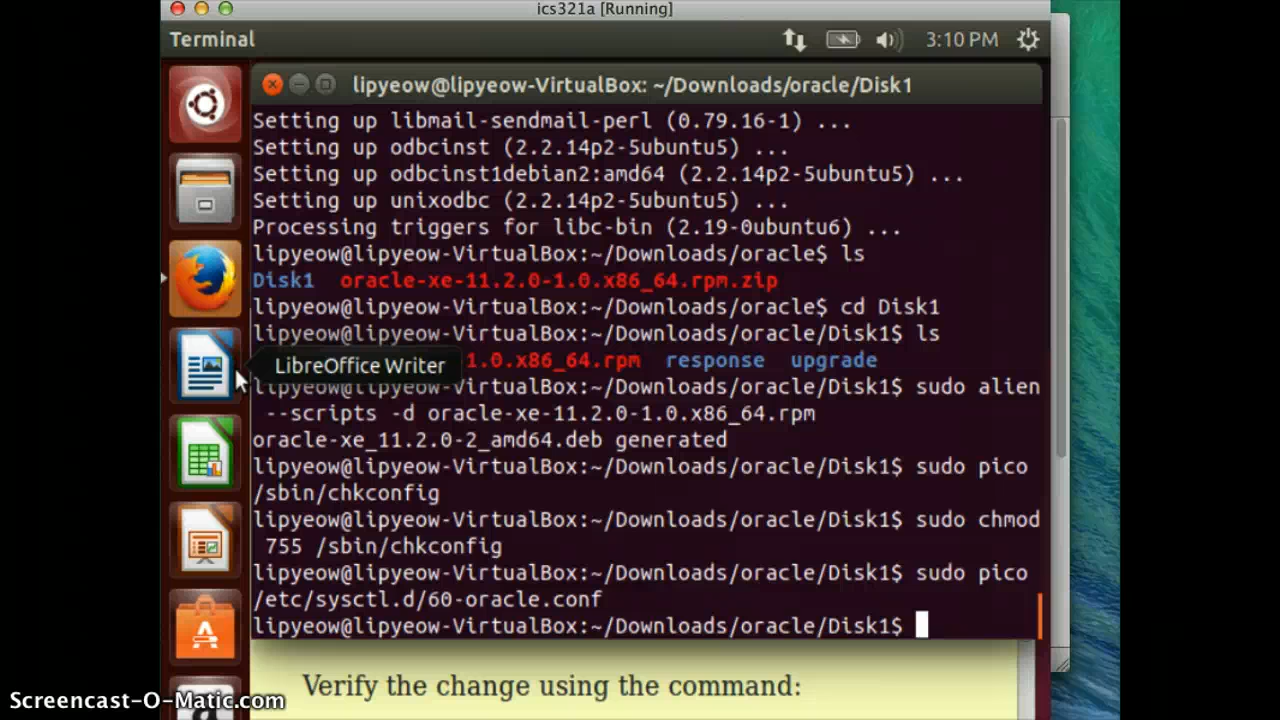 ics321a [Running]
Terminal
3:10 PM
lipyeow@lipyeow-VirtualBox: ~/Downloads/oracle/Disk1
Setting up libmail-sendmail-perl (0.79.16-1) ...
Setting up odbcinst (2.2.14p2-5ubuntu5) ...
Setting up odbcinst1debian2:amd64 (2.2.14p2-5ubuntu5) ...
Setting up unixodbc (2.2.14p2-5ubuntu5) ...
Processing triggers for libc-bin (2.19-0ubuntu6) ...
lipyeow@lipyeow-VirtualBox:~/Downloads/oracle$ ls
Disk1 oracle-xe-11.2.0-1.0.x86_64.rpm.zip
lipyeow@lipyeow-VirtualBox:~/Downloads/oracle$ cd Disk1
lipyeow@lipyeow-VirtualBox:~/Downloads/oracle/Disk1$ ls
LibreOffice Writer
1.0.x86_64.rpm response upgrade
lipyeow@lipyeow-VirtualBox:~/Downloads/oracle/Disk1$ sudo alien
--scripts -d oracle-xe-11.2.0-1.0.x86_64.rpm
oracle-xe_11.2.0-2_amd64.deb generated
lipyeow@lipyeow-VirtualBox:~/Downloads/oracle/Disk1$ sudo pico
/sbin/chkconfig
lipyeow@lipyeow-VirtualBox:~/Downloads/oracle/Disk1$ sudo chmod
755 /sbin/chkconfig
lipyeow@lipyeow-VirtualBox:~/Downloads/oracle/Disk1$ sudo pico
/etc/sysctl.d/60-oracle.conf
lipyeow@lipyeow-VirtualBox:~/Downloads/oracle/Disk1$
Verify the change using the command:
Screencast-O-Matic.com